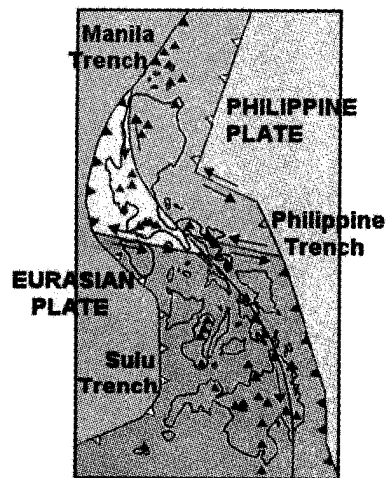 Manila
Trench
PHILIPPINE
PLATE
Philippine
Trench
EURASIAN
PLATE
Sulu
Trench